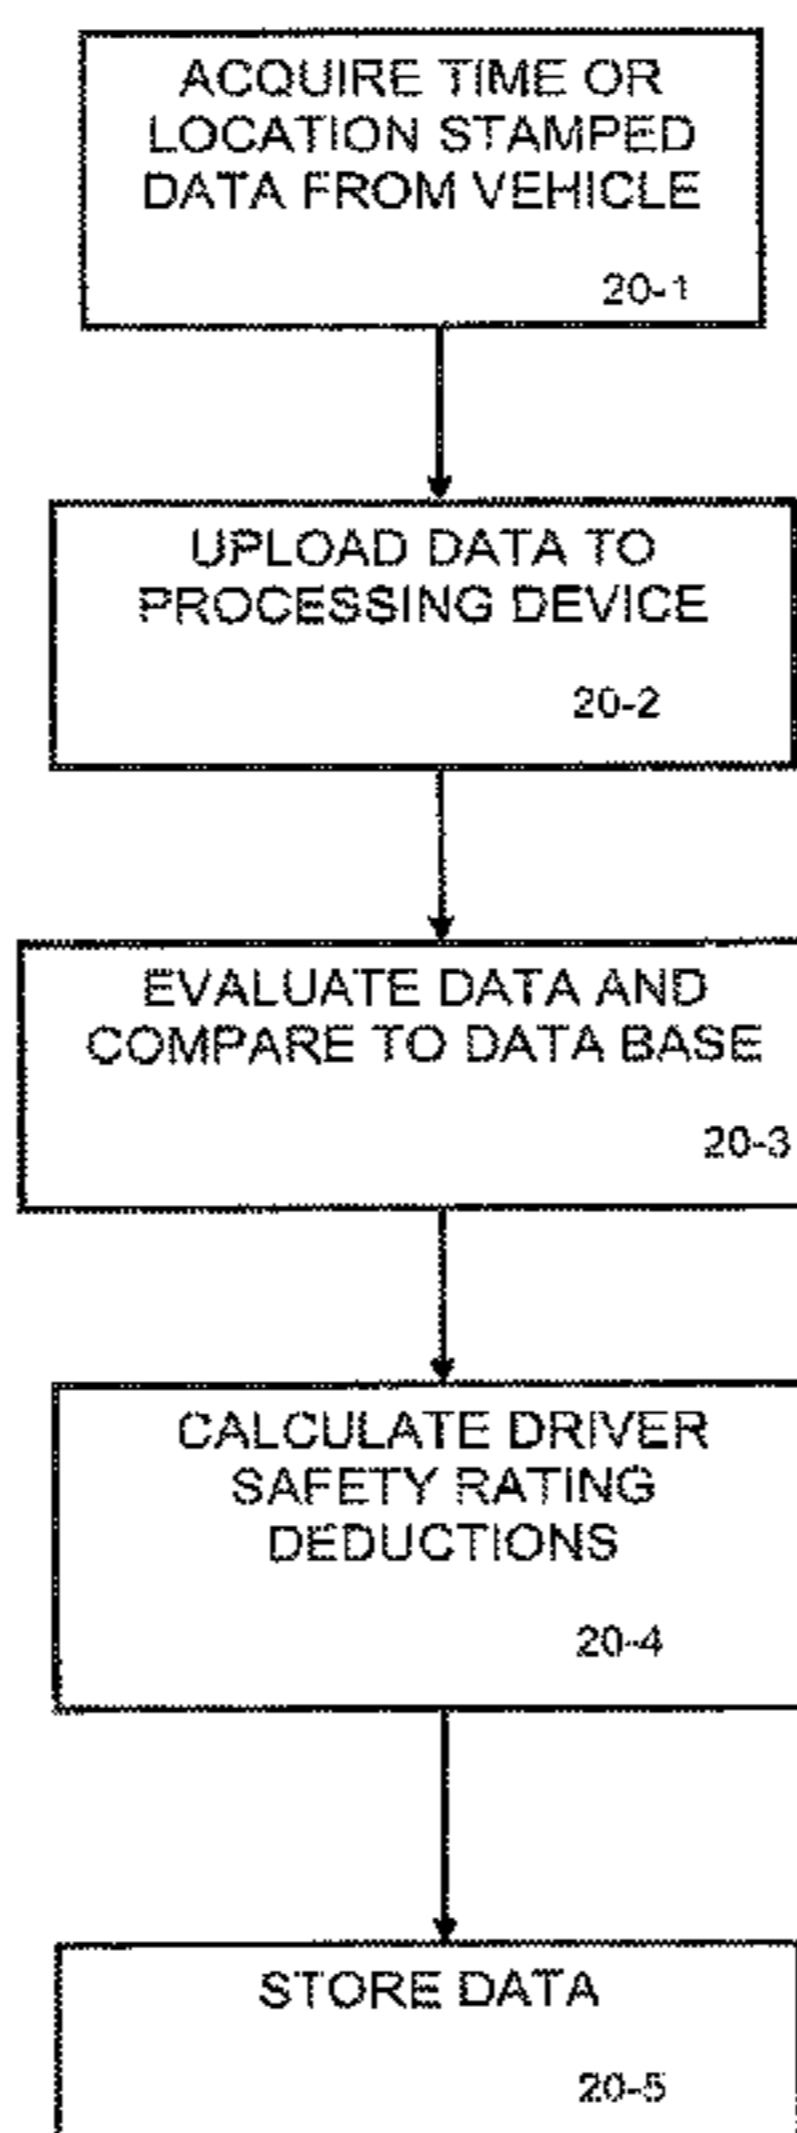 ACQUIRE TIME OR
LOCATION STAMPED
DATA FROM VEHICLE
20-1
UPLOAD DATA TO
PROCESSING DEVICE
20-2
EVALUATE DATA AND
COMPARE TO DATA BASE
20-3
CALCULATE DRIVER
SAFETY RATING
DEDUCTIONS
20-4
STORE DATA
20-5